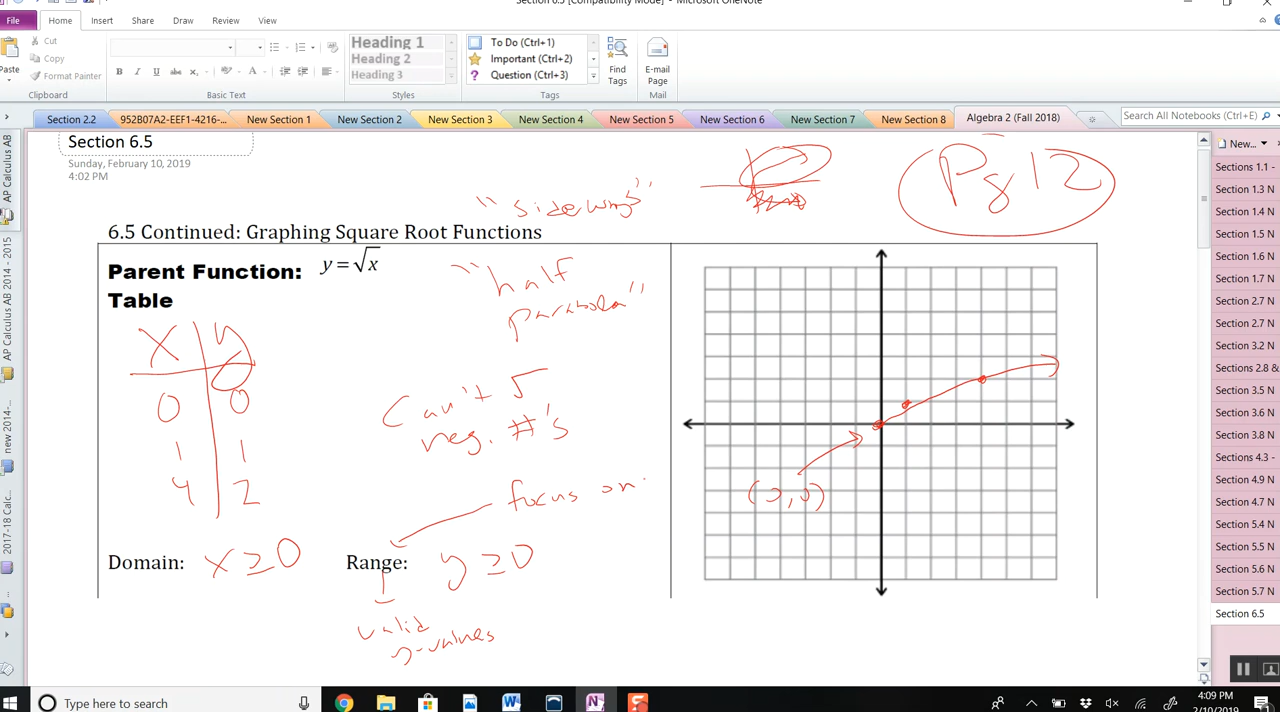 Section 6.5 [Compatibility Mode] - Microsoft OneNote
File Home Insert Share Draw Review View
Cut
Copy
Paste
Format Painter
Clipboard
B I U abc
Basic Text
Heading 1
Heading 2
Heading 3
Styles
To Do (Ctrl+1)
Important (Ctrl+2)
Question (Ctrl+3)
Tags
Find
Tags
E-mail
Page
Mail
Section 2.2 952B07A2-EEF1-4216-... New Section 1 New Section 2 New Section 3 New Section 4 New Section 5 New Section 6 New Section 7 New Section 8 Algebra 2 (Fall 2018) Search All Notebooks (Ctrl+E)
Section 6.5
Sunday, February 10, 2019
4:02 PM
Pg 12
"sideways"
6.5 Continued: Graphing Square Root Functions
Parent Function: y = √x
Table
"half
parabola"
x y
0 0
1 1
4 2
Can't √
neg. #'s
focus on
(0,0)
Domain: x ≥ 0 Range: y ≥ 0
valid
y-values
AP Calculus AB
AP Calculus AB 2014 - 2015
new 2014-...
2017-18 Calc...
New...
Sections 1.1 -
Section 1.3 N
Section 1.4 N
Section 1.5 N
Section 1.6 N
Section 2.1 N
Section 2.7 N
Section 2.7 N
Section 3.2 N
Section 2.8 &
Section 3.5 N
Section 3.6 N
Section 3.8 N
Section 4.3 -
Section 4.9 N
Section 4.7 N
Section 5.4 N
Section 5.5 N
Section 5.6 N
Section 5.7 N
Section 6.5
Type here to search
4:09 PM
2/10/2019